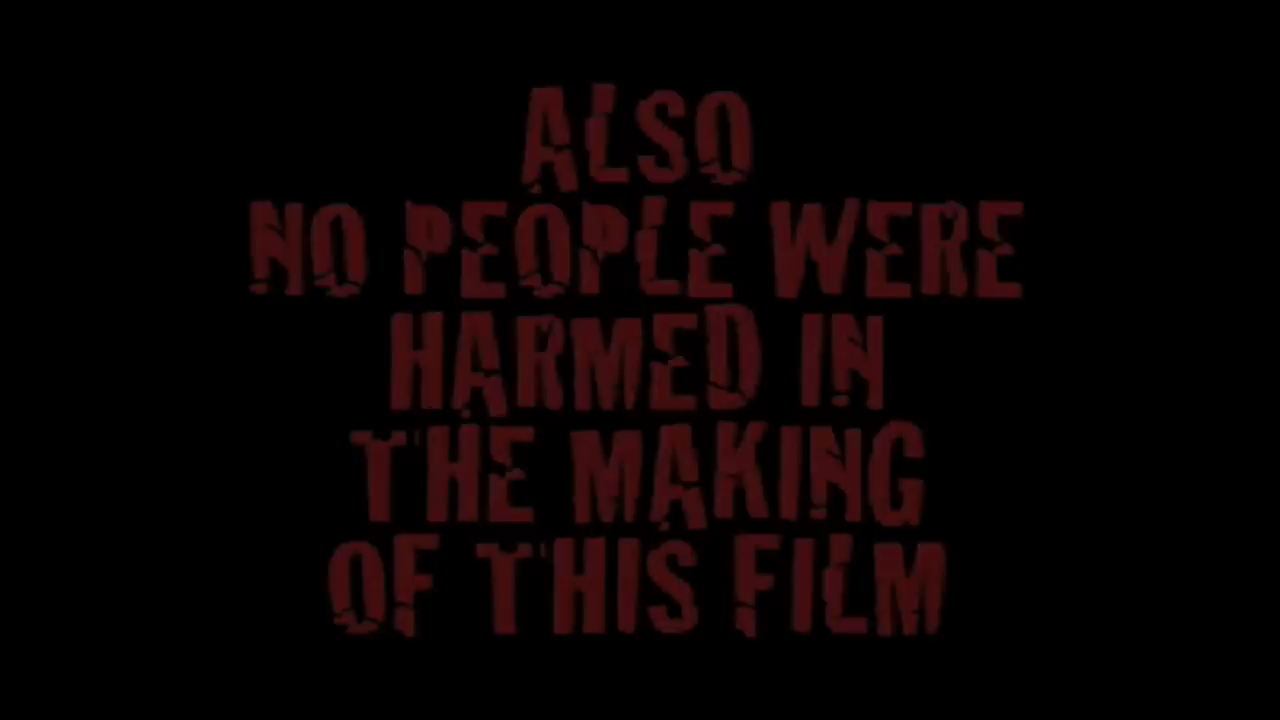 ALSO
NO PEOPLE WERE
HARMED IN
THE MAKING
OF THIS FILM